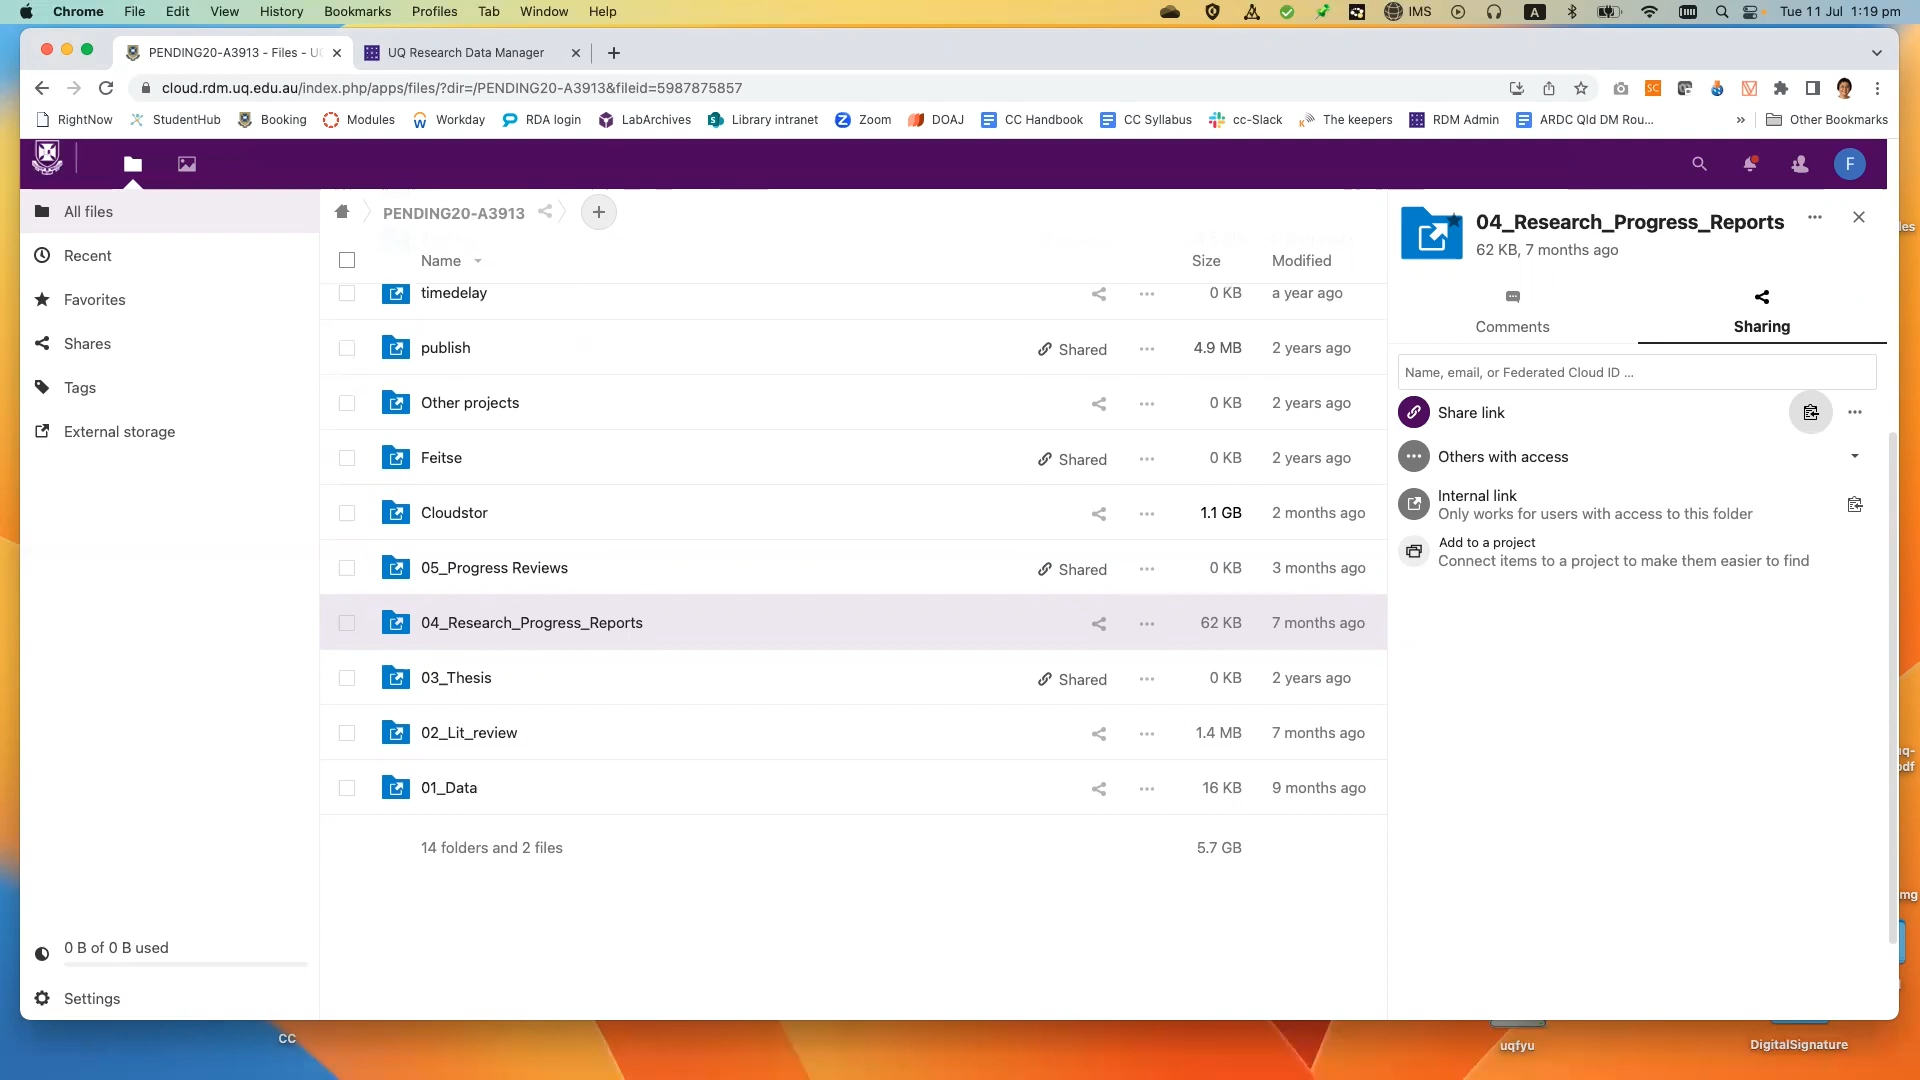 Chrome File Edit View History Bookmarks Profiles Tab Window Help IMS A Tue 11 Jul 1:19 pm
PENDING20-A3913 - Files - U UQ Research Data Manager
cloud.rdm.uq.edu.au/index.php/apps/files/?dir=/PENDING20-A3913&fileid=5987875857
RightNow StudentHub Booking Modules Workday RDA login LabArchives Library intranet Zoom DOAJ CC Handbook CC Syllabus cc-Slack The keepers RDM Admin ARDC Qld DM Rou... » Other Bookmarks
F
All files
Recent
Favorites
Shares
Tags
External storage
0 B of 0 B used
Settings
PENDING20-A3913
Name Size Modified
timedelay 0 KB a year ago
publish Shared 4.9 MB 2 years ago
Other projects 0 KB 2 years ago
Feitse Shared 0 KB 2 years ago
Cloudstor 1.1 GB 2 months ago
05_Progress Reviews Shared 0 KB 3 months ago
04_Research_Progress_Reports 62 KB 7 months ago
03_Thesis Shared 0 KB 2 years ago
02_Lit_review 1.4 MB 7 months ago
01_Data 16 KB 9 months ago
14 folders and 2 files 5.7 GB
04_Research_Progress_Reports
62 KB, 7 months ago
Comments Sharing
Name, email, or Federated Cloud ID ...
Share link
Others with access
Internal link
Only works for users with access to this folder
Add to a project
Connect items to a project to make them easier to find
CC
uqfyu
DigitalSignature